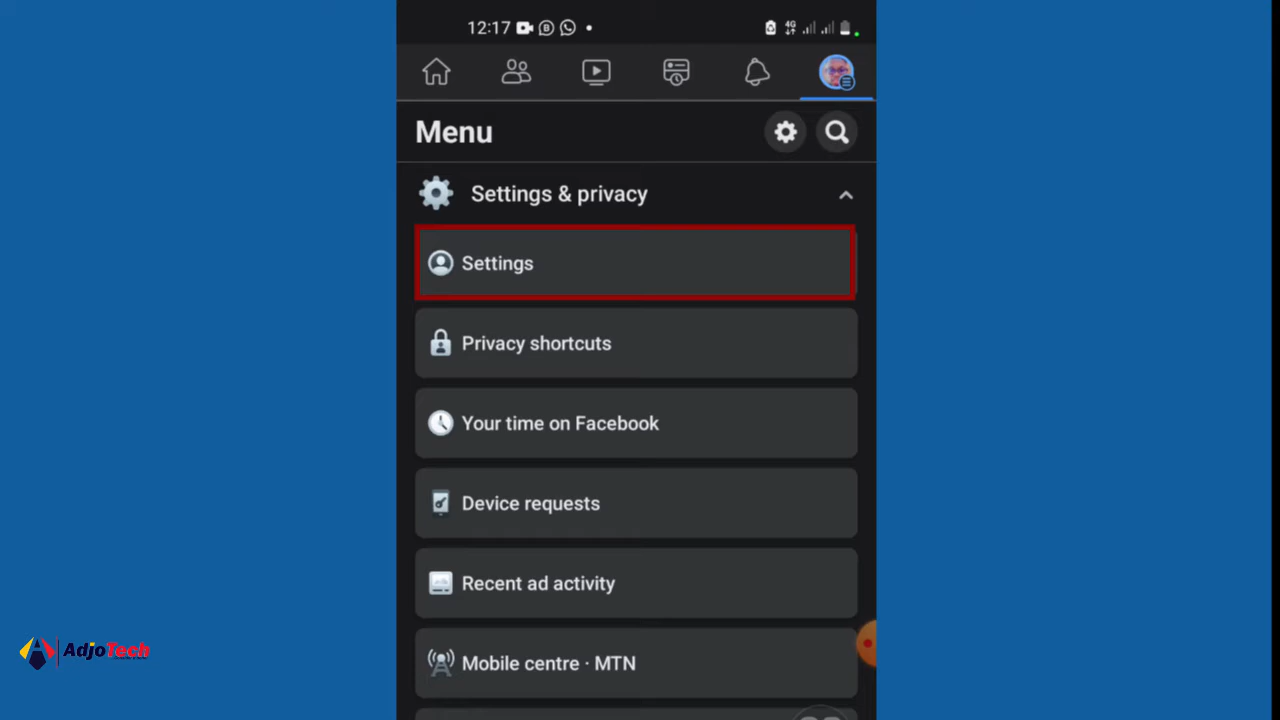 12:17
4G
Menu
Settings & privacy
Settings
Privacy shortcuts
Your time on Facebook
Device requests
Recent ad activity
Mobile centre · MTN
AdjoTech